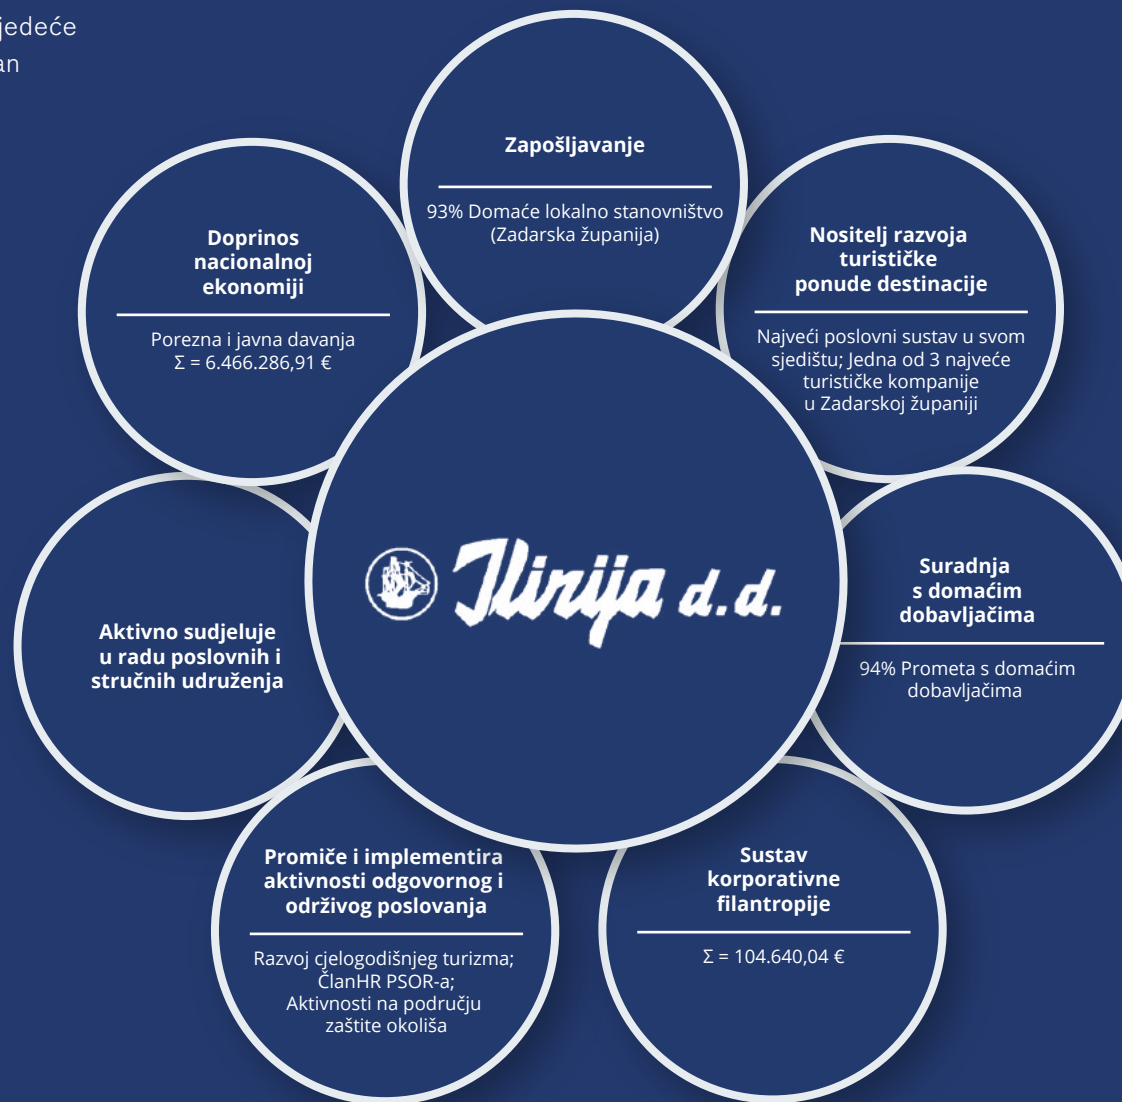 jedeće
an
Zapošljavanje
93% Domaće lokalno stanovništvo
(Zadarska županija)
Doprinos
nacionalnoj
ekonomiji
Porezna i javna davanja
Σ = 6.466.286,91 €
Nositelj razvoja
turističke
ponude destinacije
Najveći poslovni sustav u svom
sjedištu; Jedna od 3 najveće
turističke kompanije
u Zadarskoj županiji
Ilirija d.d.
Suradnja
s domaćim
dobavljačima
94% Prometa s domaćim
dobavljačima
Aktivno sudjeluje
u radu poslovnih i
stručnih udruženja
Promiče i implementira
aktivnosti odgovornog i
održivog poslovanja
Razvoj cjelogodišnjeg turizma;
ČlanHR PSOR-a;
Aktivnosti na području
zaštite okoliša
Sustav
korporativne
filantropije
Σ = 104.640,04 €